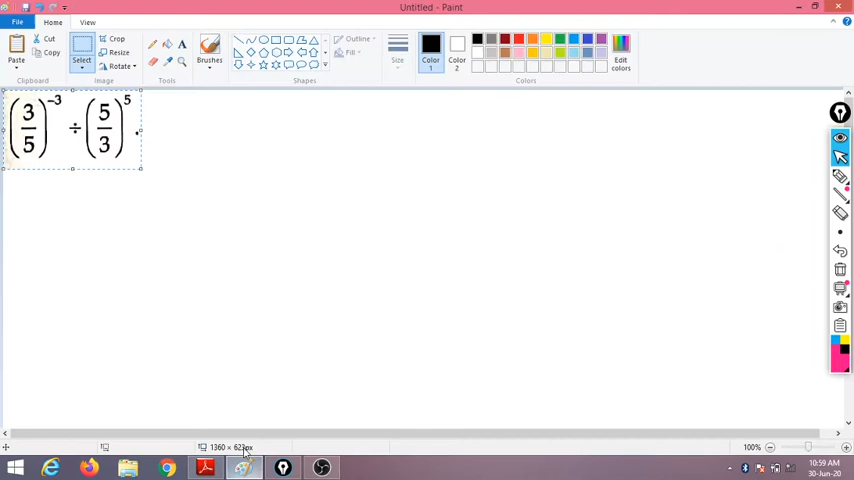 Untitled - Paint
File Home View
Paste Cut Copy Clipboard
Select Crop Resize Rotate Image
A Tools
Brushes
Outline Fill Shapes
Size
Color 1 Color 2 Edit colors Colors
(3/5)^–3 ÷ (5/3)^5 .
1360 × 623px
100%
10:59 AM
30-Jun-20